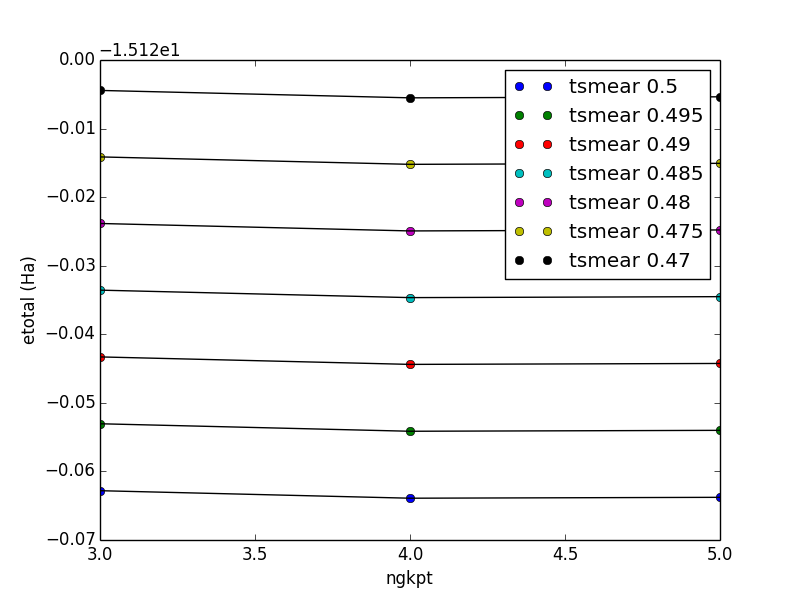 −1.512e1
0.00
−0.01
−0.02
−0.03
−0.04
−0.05
−0.06
−0.07
etotal (Ha)
tsmear 0.5
tsmear 0.495
tsmear 0.49
tsmear 0.485
tsmear 0.48
tsmear 0.475
tsmear 0.47
3.0 3.5 4.0 4.5 5.0
ngkpt